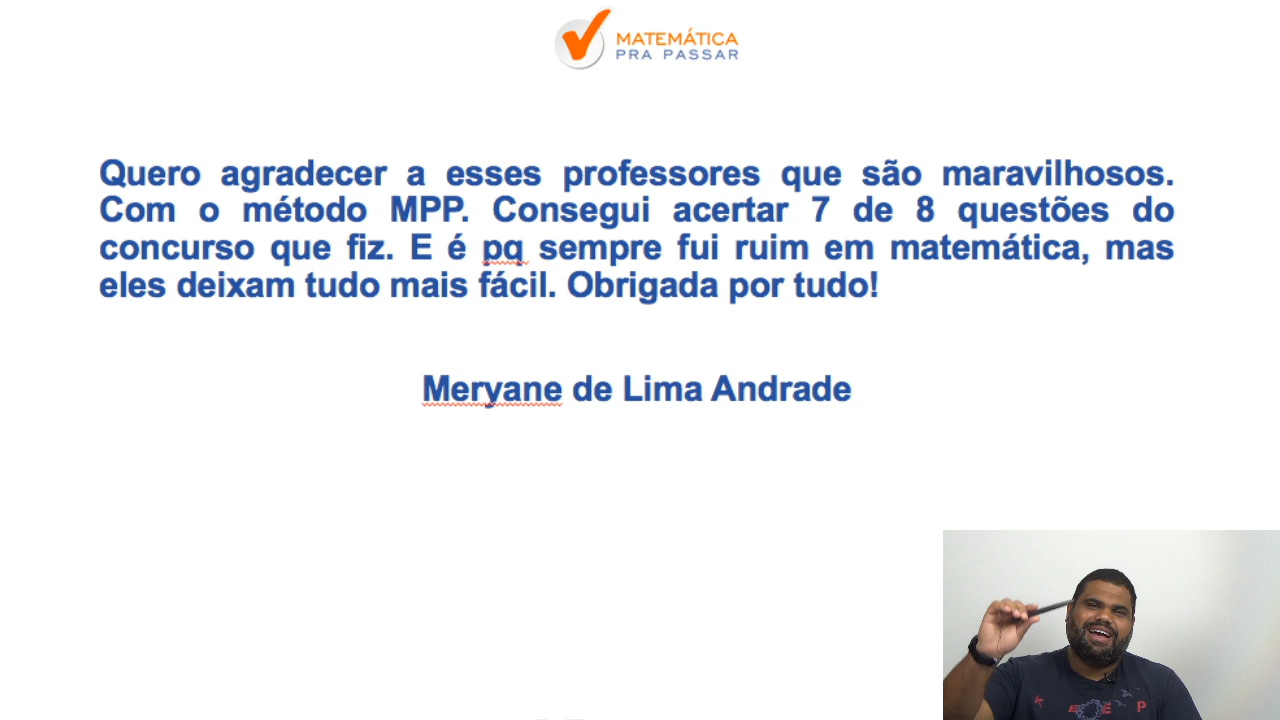 MATEMÁTICA
PRA PASSAR
Quero agradecer a esses professores que são maravilhosos.
Com o método MPP. Consegui acertar 7 de 8 questões do
concurso que fiz. E é pq sempre fui ruim em matemática, mas
eles deixam tudo mais fácil. Obrigada por tudo!
Meryane de Lima Andrade